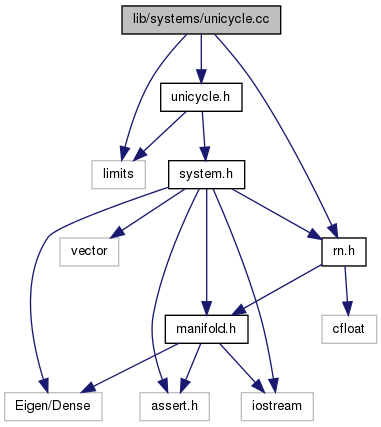 lib/systems/unicycle.cc
unicycle.h
limits
system.h
vector
rn.h
manifold.h
cfloat
Eigen/Dense
assert.h
iostream